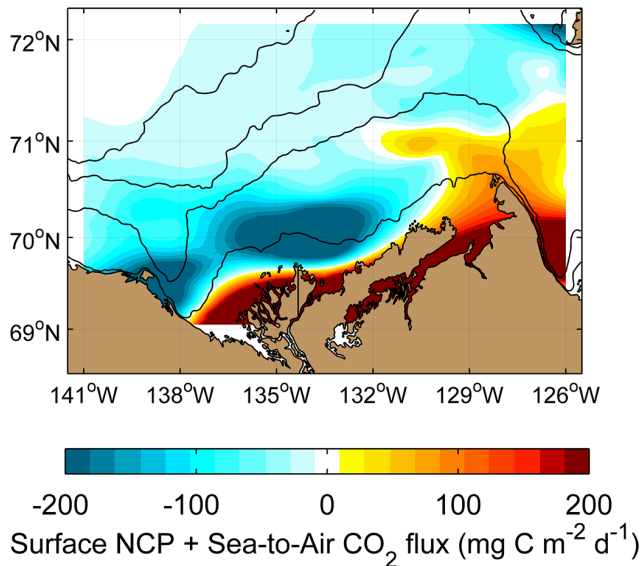 72°N
71°N
70°N
69°N
141°W 138°W 135°W 132°W 129°W 126°W
-200 -100 0 100 200
Surface NCP + Sea-to-Air CO₂ flux (mg C m⁻² d⁻¹)